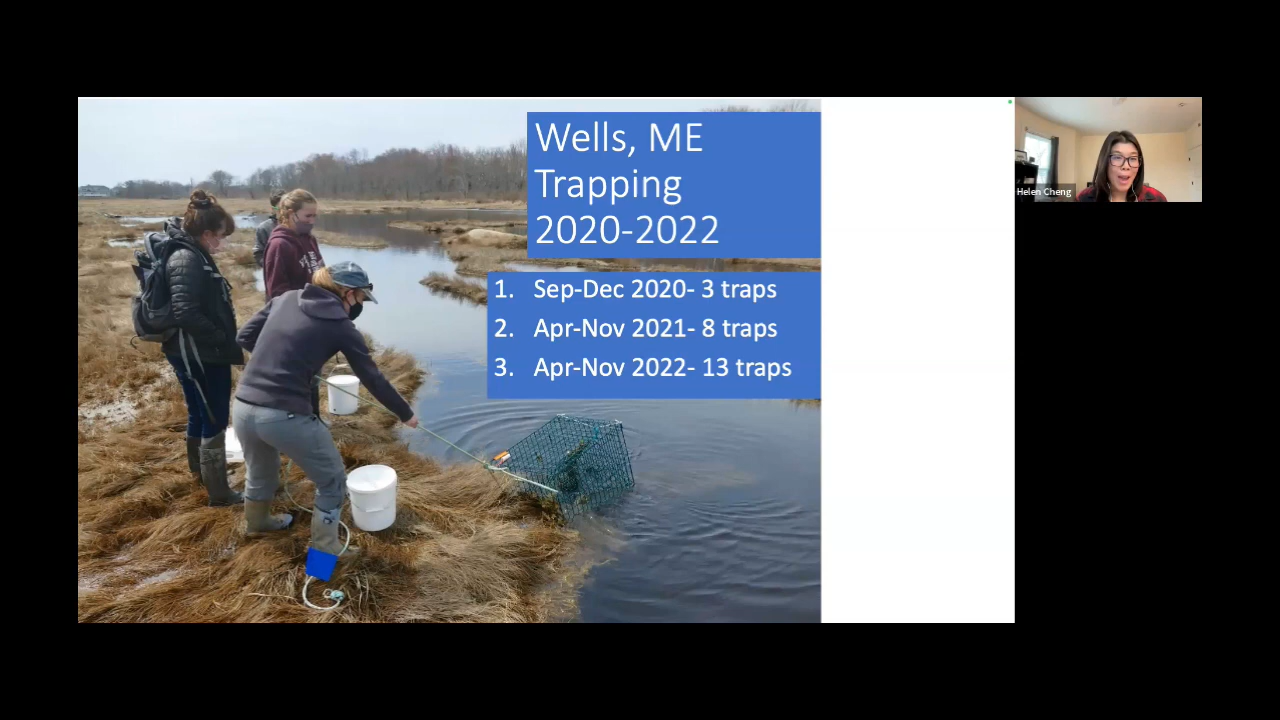 Wells, ME
Trapping
2020-2022
1. Sep-Dec 2020- 3 traps
2. Apr-Nov 2021- 8 traps
3. Apr-Nov 2022- 13 traps
Helen Cheng